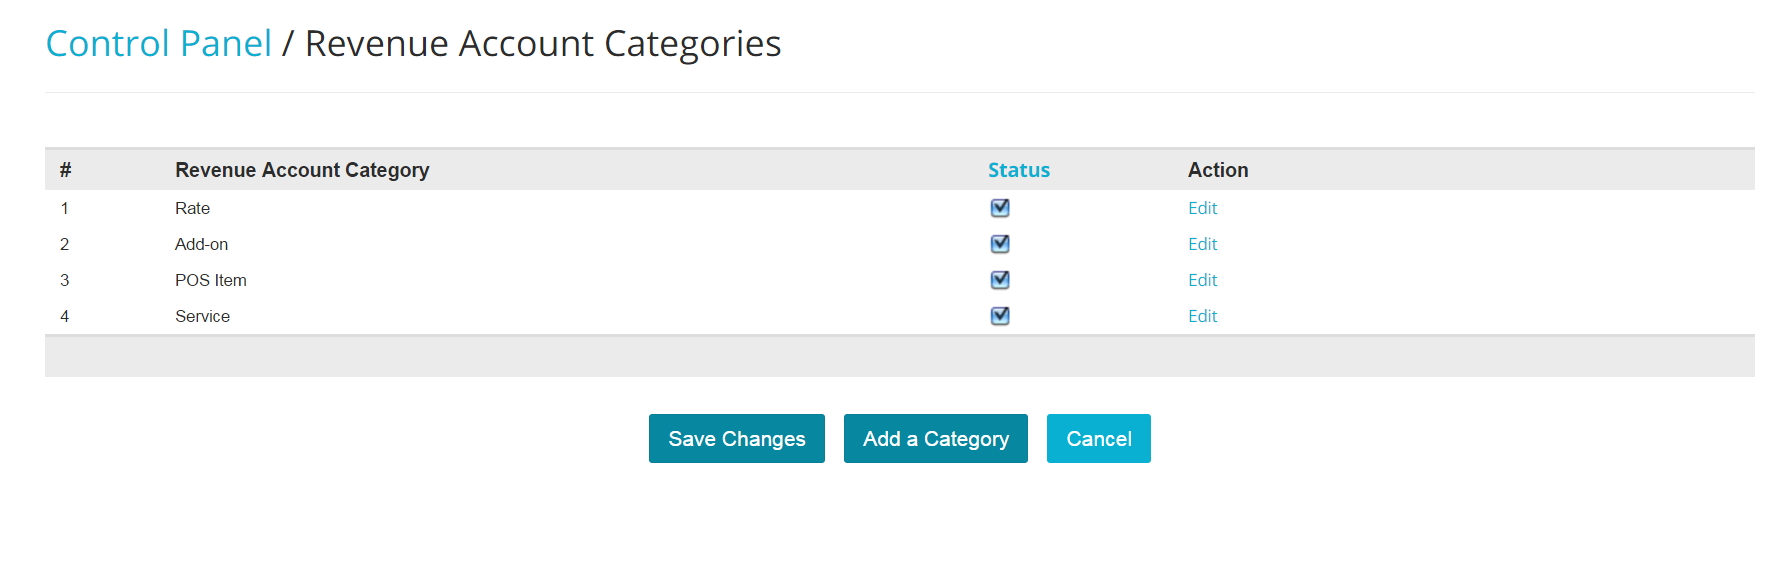 Control Panel / Revenue Account Categories
# Revenue Account Category Status Action
1 Rate Edit
2 Add-on Edit
3 POS Item Edit
4 Service Edit
Save Changes Add a Category Cancel